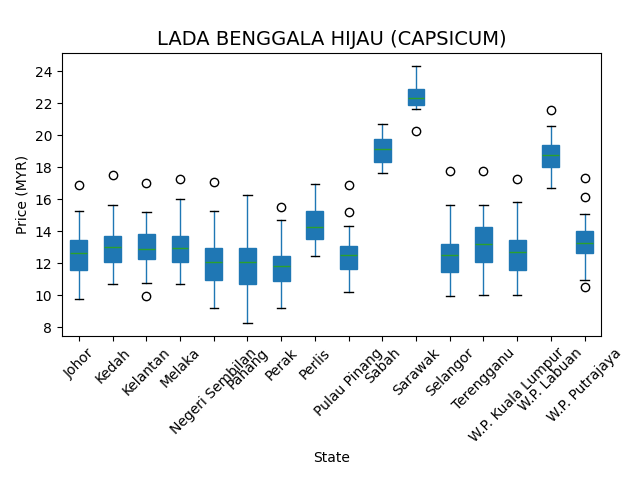 LADA BENGGALA HIJAU (CAPSICUM)
Price (MYR)
24
22
20
18
16
14
12
10
8
Johor
Kedah
Kelantan
Melaka
Negeri Sembilan
Pahang
Perak
Perlis
Pulau Pinang
Sabah
Sarawak
Selangor
Terengganu
W.P. Kuala Lumpur
W.P. Labuan
W.P. Putrajaya
State